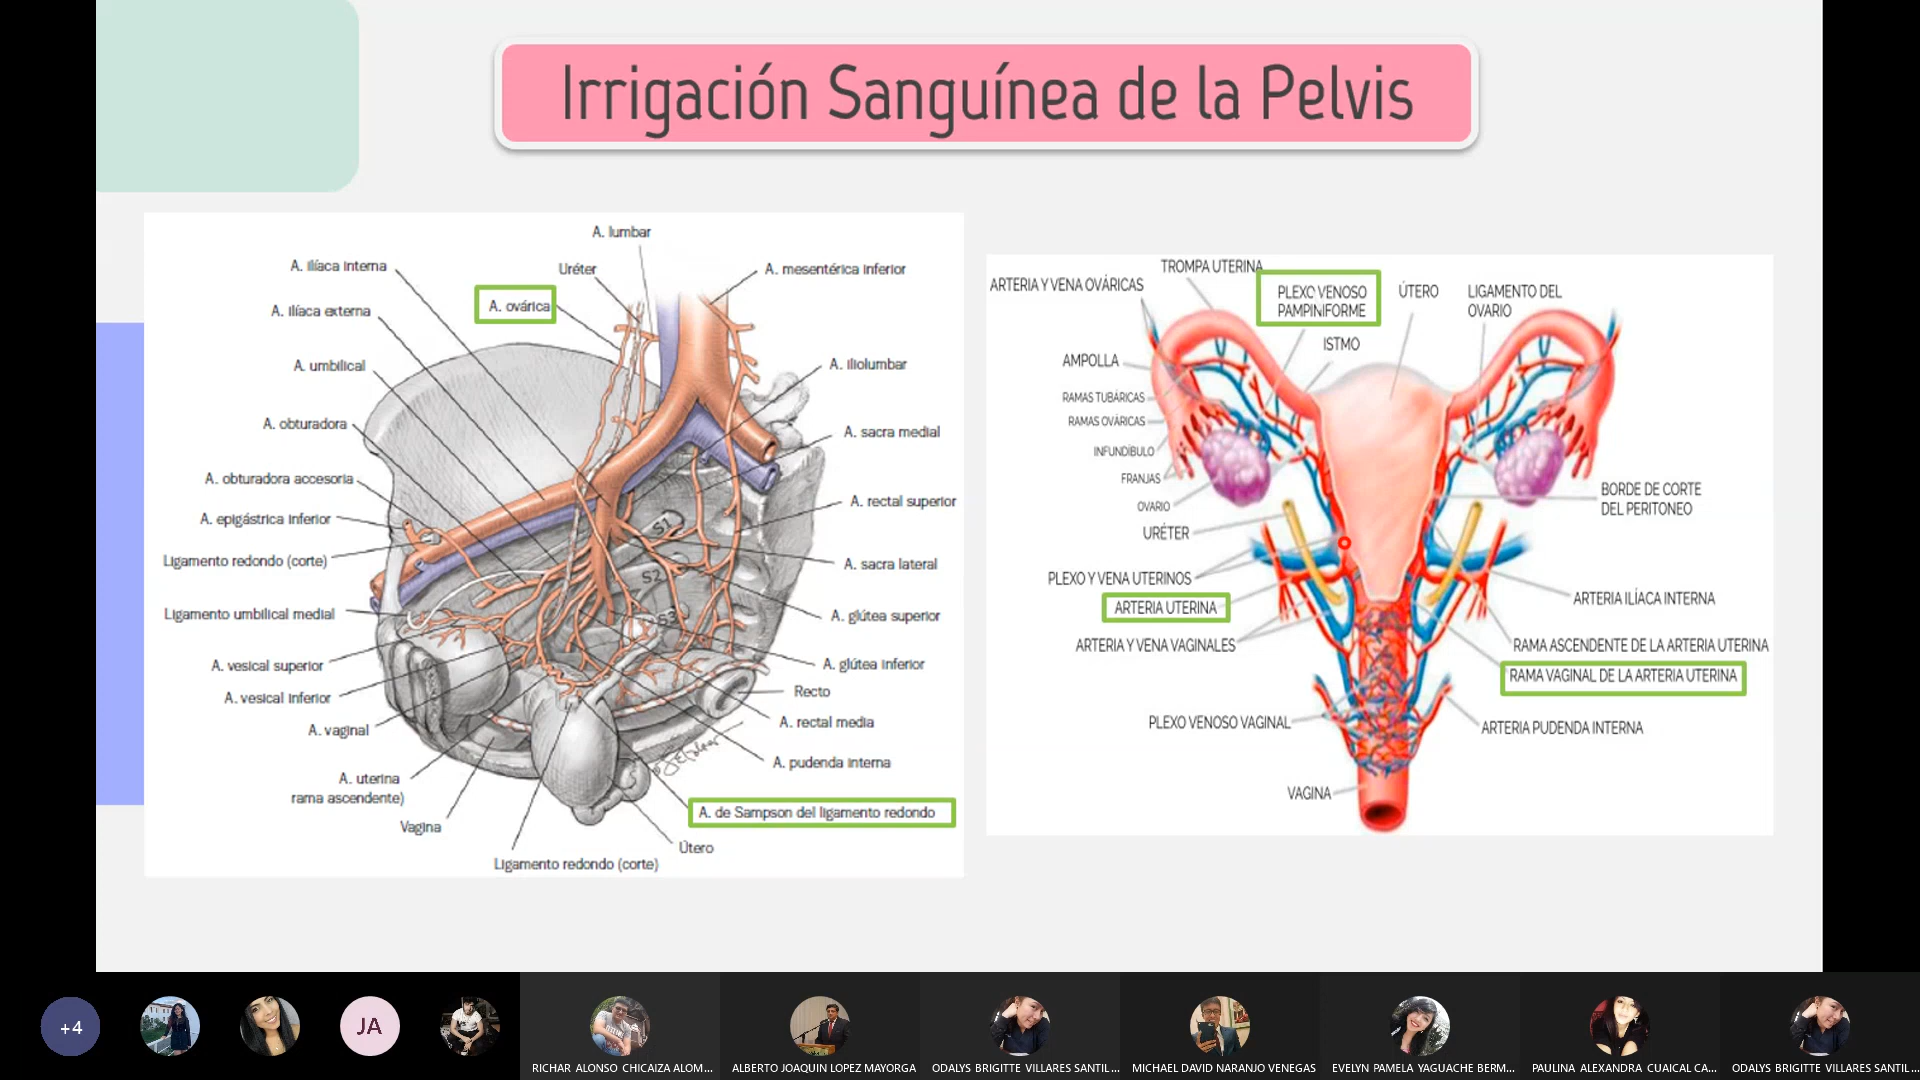 Irrigación Sanguínea de la Pelvis
A. lumbar
A. ilíaca interna
Uréter
A. mesentérica inferior
A. ovárica
A. ilíaca externa
A. umbilical
A. iliolumbar
A. obturadora
A. sacra medial
A. obturadora accesoria
A. rectal superior
A. epigástrica inferior
Ligamento redondo (corte)
A. sacra lateral
Ligamento umbilical medial
A. glútea superior
A. vesical superior
A. glútea inferior
A. vesical inferior
Recto
A. vaginal
A. rectal media
A. uterina
rama ascendente)
A. pudenda interna
A. de Sampson del ligamento redondo
Vagina
Útero
Ligamento redondo (corte)
S1
S2
S3
TROMPA UTERINA
ARTERIA Y VENA OVÁRICAS
PLEXO VENOSO
PAMPINIFORME
ÚTERO
LIGAMENTO DEL
OVARIO
ISTMO
AMPOLLA
RAMAS TUBÁRICAS
RAMAS OVÁRICAS
INFUNDÍBULO
FRANJAS
OVARIO
URÉTER
BORDE DE CORTE
DEL PERITONEO
PLEXO Y VENA UTERINOS
ARTERIA UTERINA
ARTERIA ILÍACA INTERNA
ARTERIA Y VENA VAGINALES
RAMA ASCENDENTE DE LA ARTERIA UTERINA
RAMA VAGINAL DE LA ARTERIA UTERINA
PLEXO VENOSO VAGINAL
ARTERIA PUDENDA INTERNA
VAGINA
+4
JA
RICHAR ALONSO CHICAIZA ALOM...
ALBERTO JOAQUIN LOPEZ MAYORGA
ODALYS BRIGITTE VILLARES SANTIL...
MICHAEL DAVID NARANJO VENEGAS
EVELYN PAMELA YAGUACHE BERM...
PAULINA ALEXANDRA CUAICAL CA...
ODALYS BRIGITTE VILLARES SANTIL...